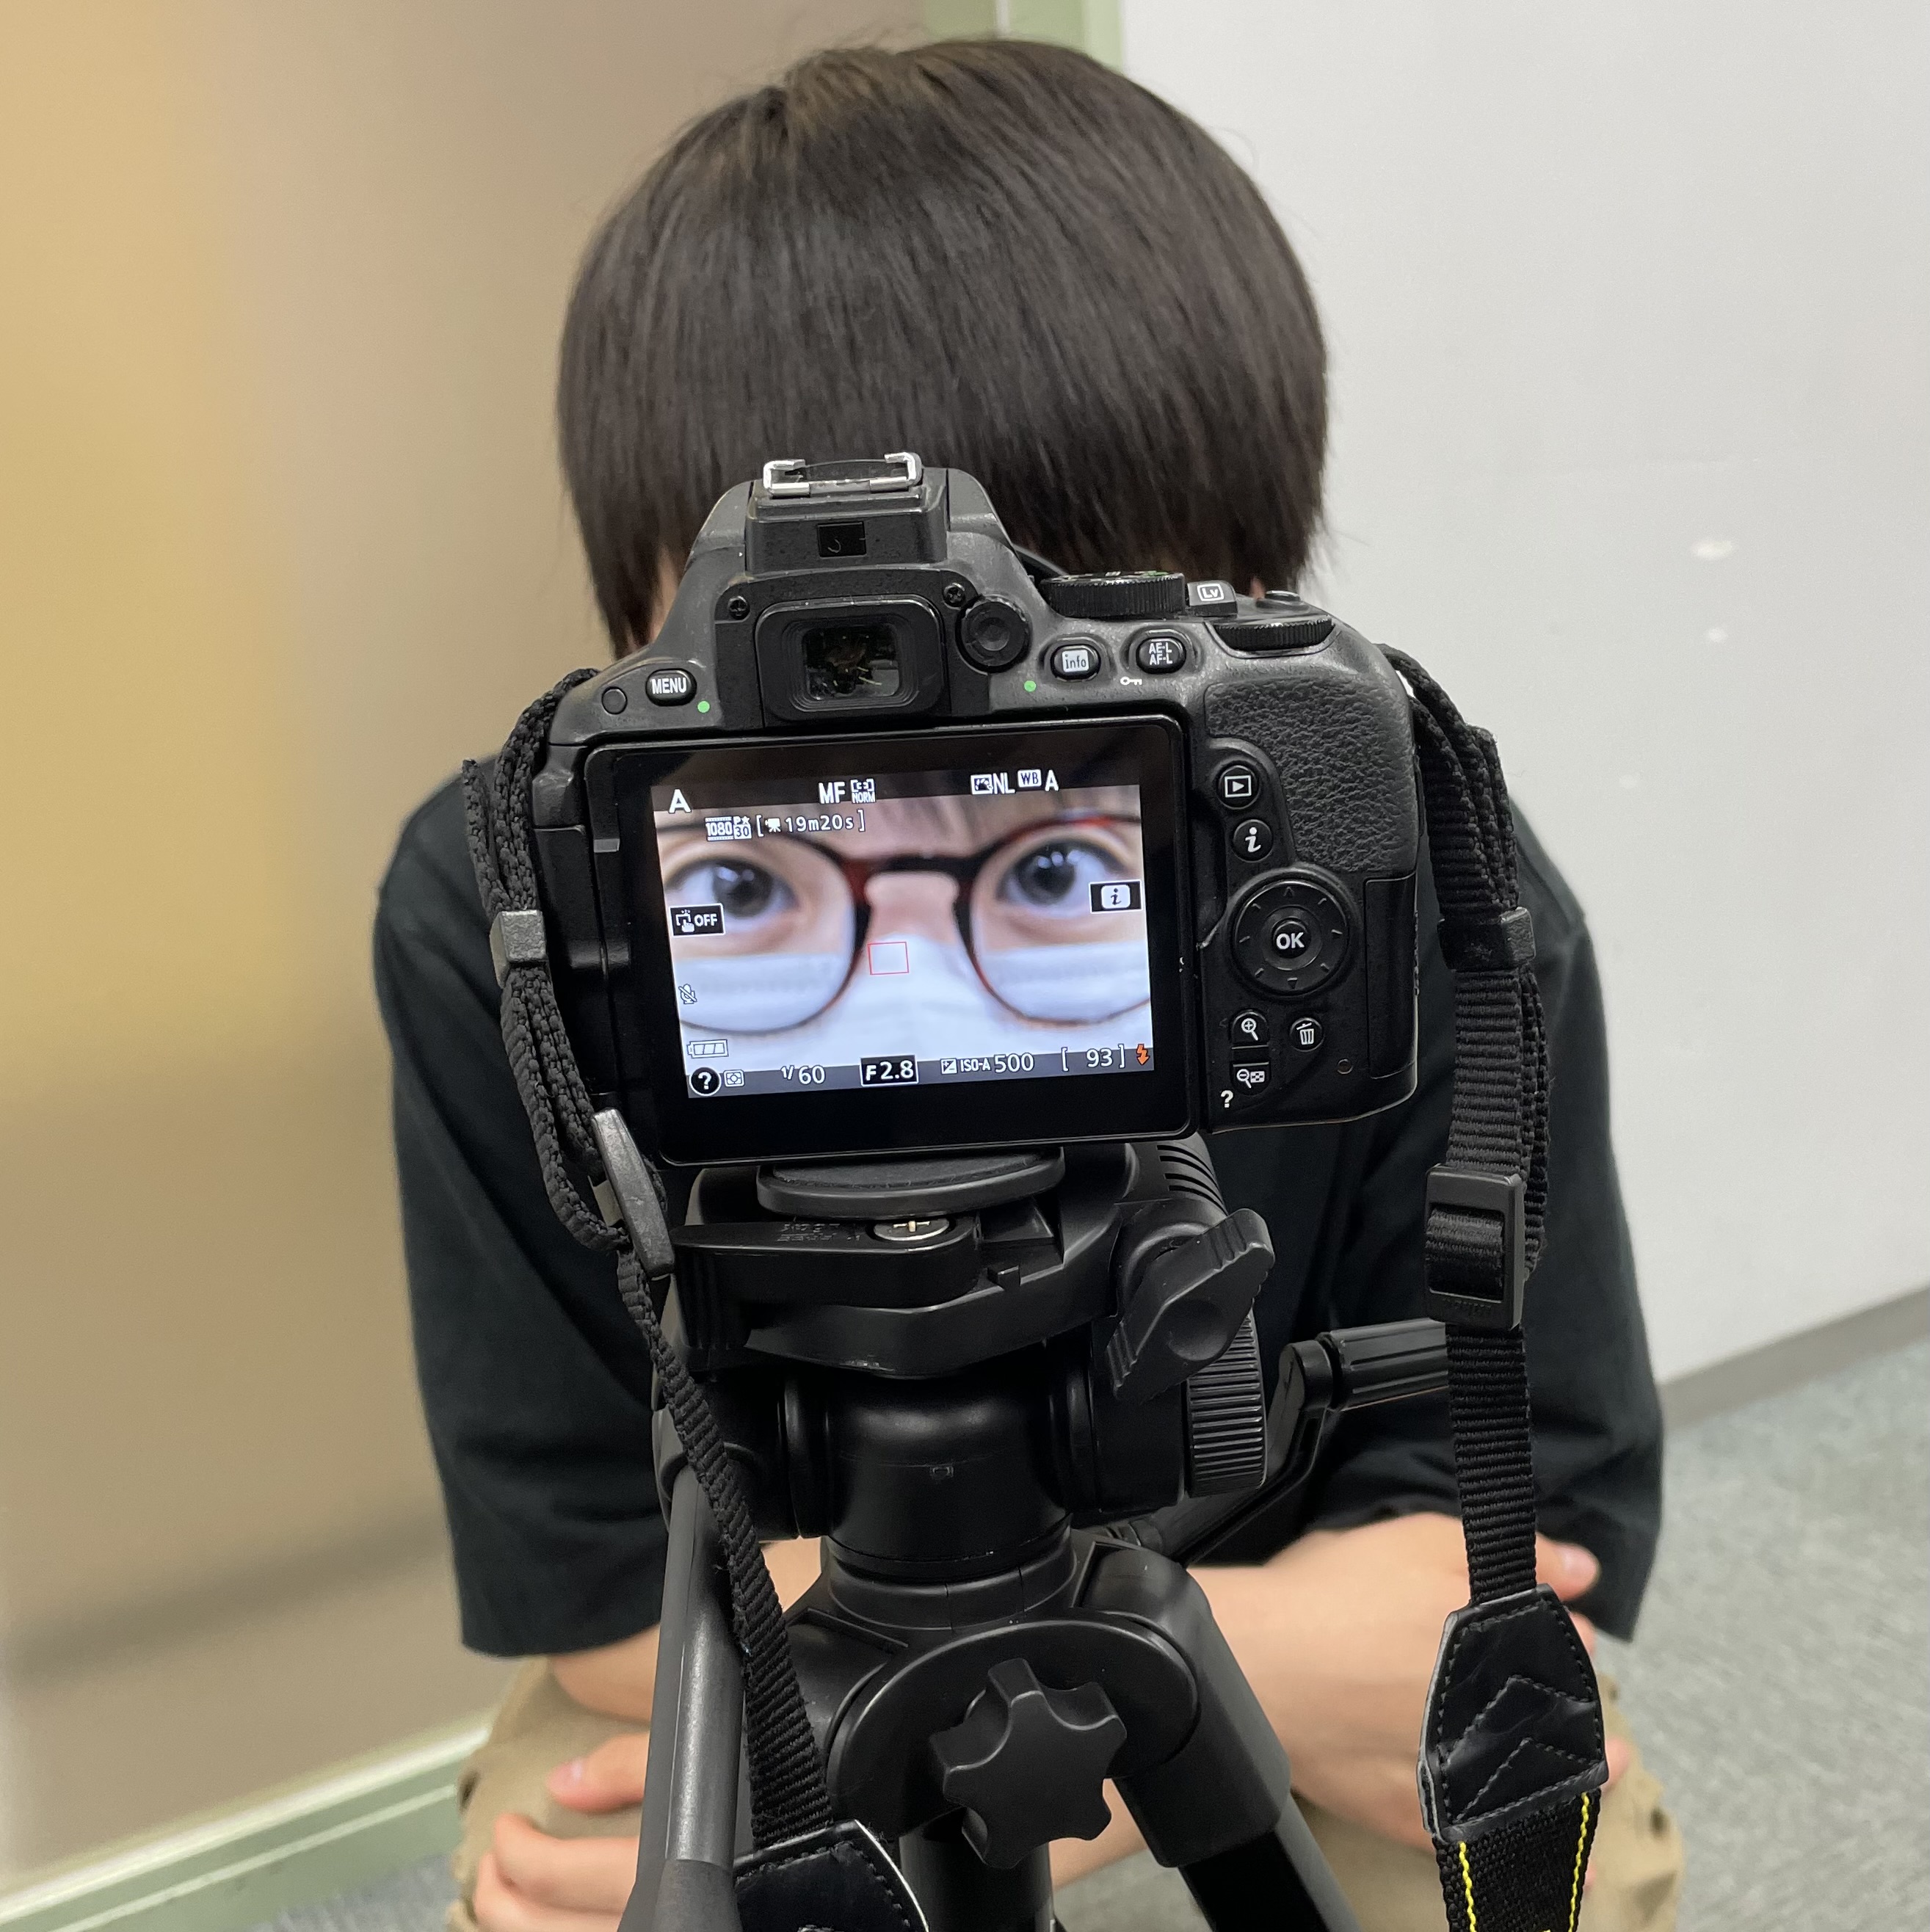 Lv
info
AE-L
AF-L
MENU
A MF NORM NL WB A
1080 30 [ 19m20s ]
i
OFF
i
OK
? 1/60 F2.8 ISO-A 500 [ 93]
?